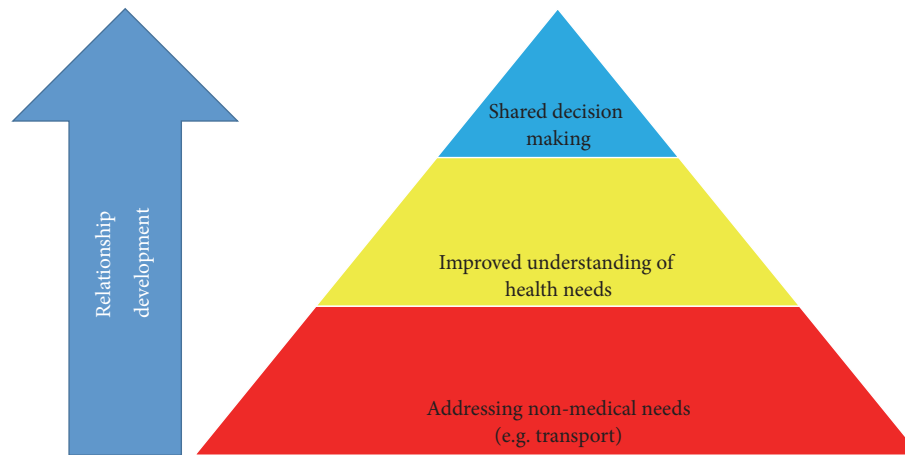 Relationship
development
Shared decision
making
Improved understanding of
health needs
Addressing non-medical needs
(e.g. transport)